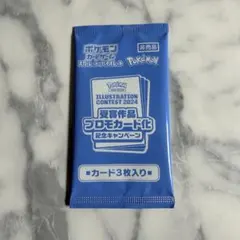 ポケモン
カードゲーム
非売品
Pokémon
Pokémon
ILLUSTRATION
CONTEST 2024
受賞作品
プロモカード化
記念キャンペーン
■カード3枚入り■